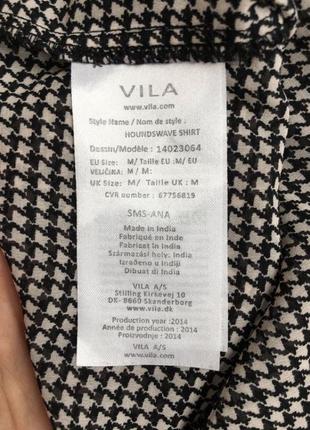 VILA
www.vila.com
Style Name / Nom de style :
HOUNDSWAVE SHIRT
Dessin/Modèle : 14023064
EU Size: M/ Taille EU :M/ EU
VELIČINA: M / M:
UK Size: M/ Taille UK : M
CVR number : 67756819
SMS-ANA
Made in India
Fabriqué en Inde
Fabricat in India
Származási hely: India
Izrađeno u Indiji
Dibuat di India
VILA A/S
Stilling Kirkevej 10
DK- 8660 Skanderborg
www.vila.dk
Production year :2014
Année de production :2014
Proizvodnje : 2014
VILA A/S